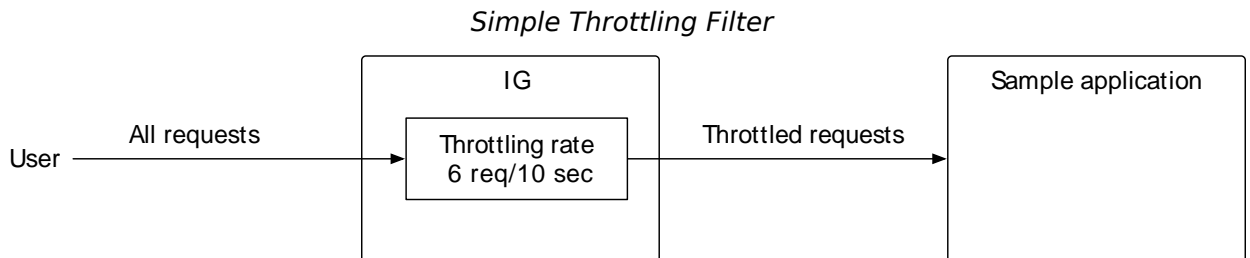 Simple Throttling Filter
IG
Sample application
All requests
Throttled requests
User
Throttling rate
6 req/10 sec